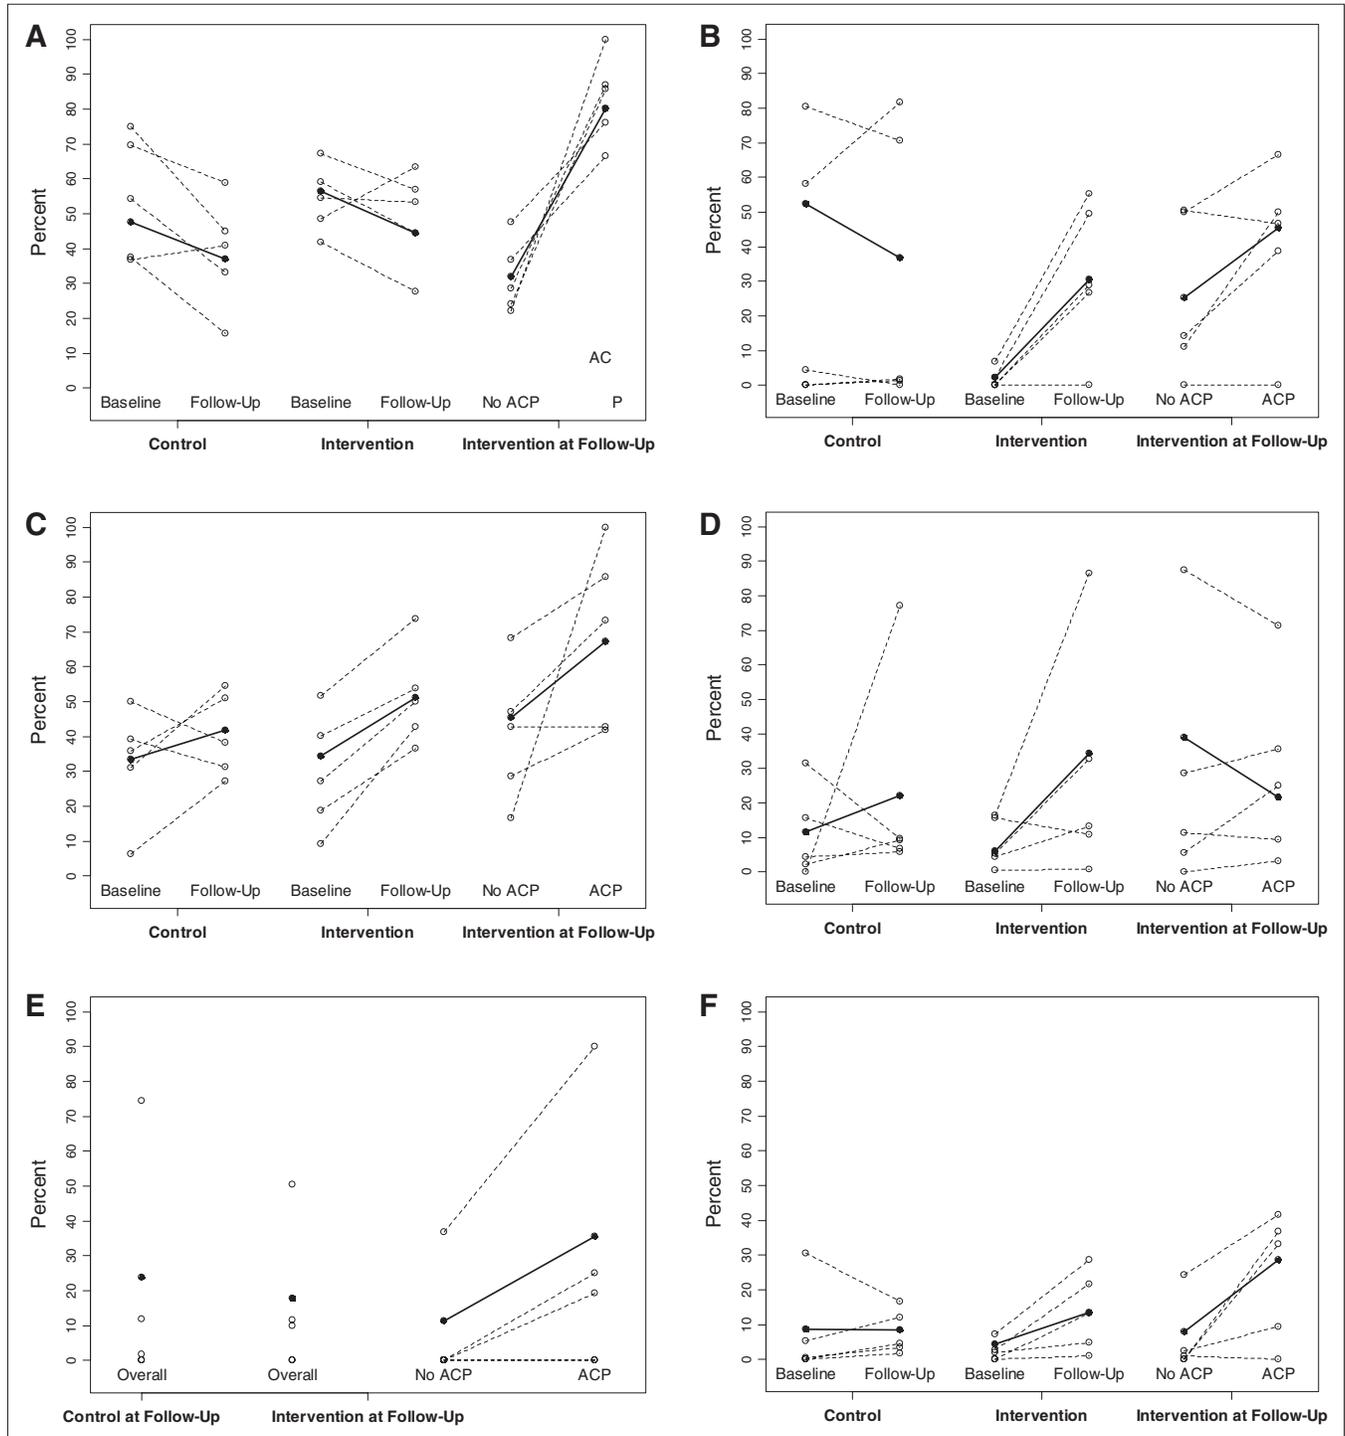 A
Percent
100
90
80
70
60
50
40
30
20
10
0
AC
Baseline Follow-Up Baseline Follow-Up No ACP P
Control Intervention Intervention at Follow-Up
B
Percent
100
90
80
70
60
50
40
30
20
10
0
Baseline Follow-Up Baseline Follow-Up No ACP ACP
Control Intervention Intervention at Follow-Up
C
Percent
100
90
80
70
60
50
40
30
20
10
0
Baseline Follow-Up Baseline Follow-Up No ACP ACP
Control Intervention Intervention at Follow-Up
D
Percent
100
90
80
70
60
50
40
30
20
10
0
Baseline Follow-Up Baseline Follow-Up No ACP ACP
Control Intervention Intervention at Follow-Up
E
Percent
100
90
80
70
60
50
40
30
20
10
0
Overall Overall No ACP ACP
Control at Follow-Up Intervention at Follow-Up
F
Percent
100
90
80
70
60
50
40
30
20
10
0
Baseline Follow-Up Baseline Follow-Up No ACP ACP
Control Intervention Intervention at Follow-Up